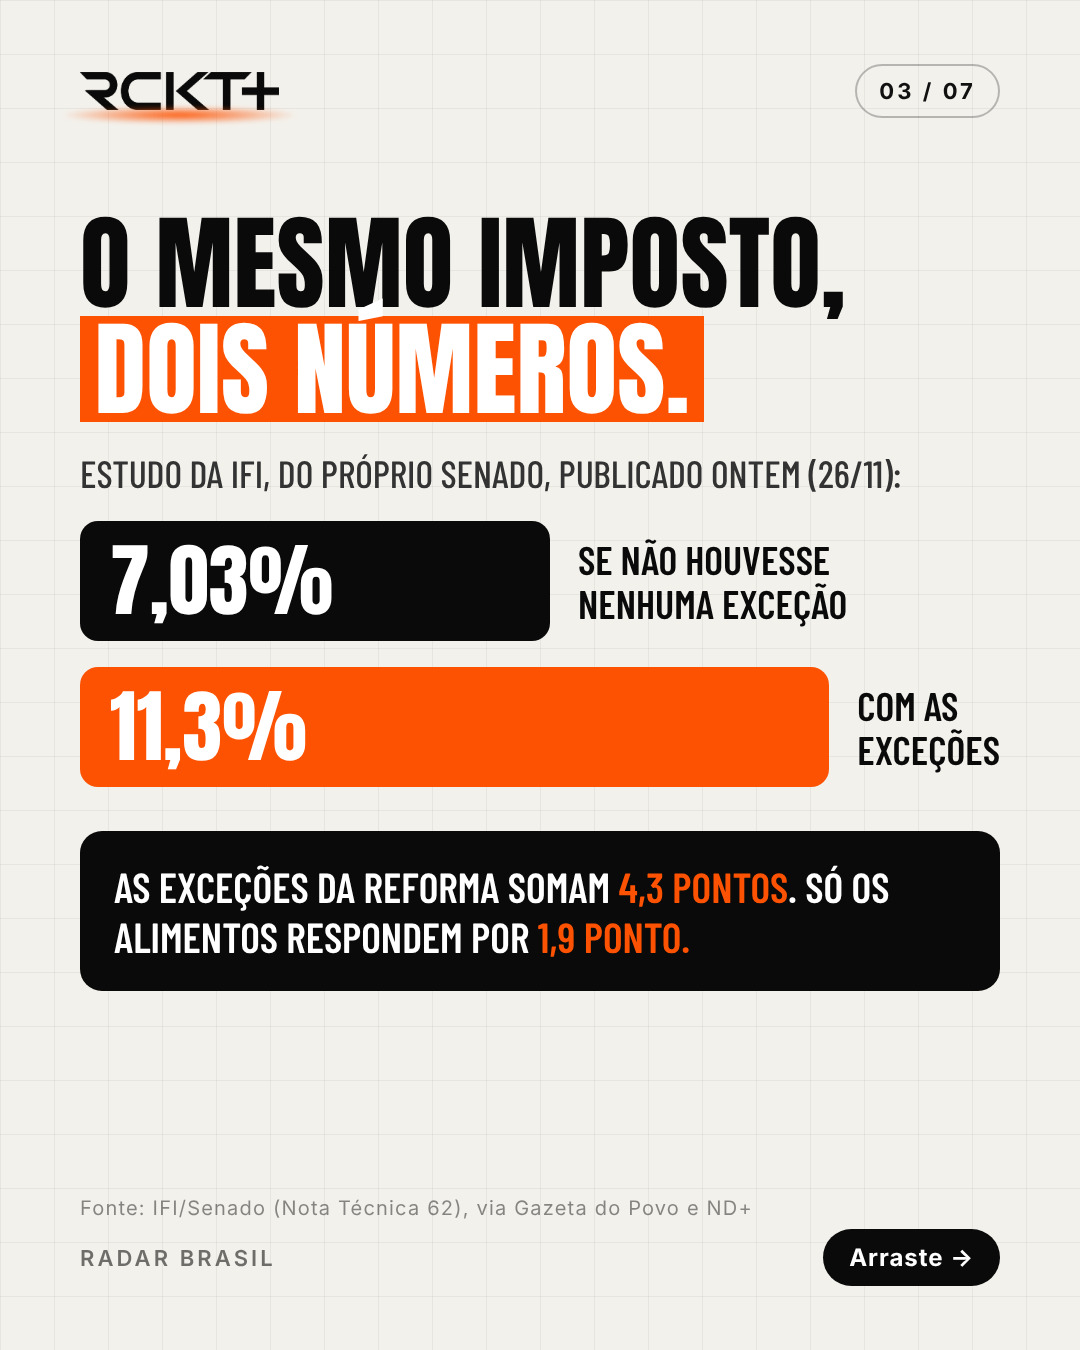 RCKT+
03 / 07
O MESMO IMPOSTO,
DOIS NÚMEROS.
ESTUDO DA IFI, DO PRÓPRIO SENADO, PUBLICADO ONTEM (26/11):
7,03%
SE NÃO HOUVESSE
NENHUMA EXCEÇÃO
11,3%
COM AS
EXCEÇÕES
AS EXCEÇÕES DA REFORMA SOMAM 4,3 PONTOS. SÓ OS
ALIMENTOS RESPONDEM POR 1,9 PONTO.
Fonte: IFI/Senado (Nota Técnica 62), via Gazeta do Povo e ND+
RADAR BRASIL
Arraste →